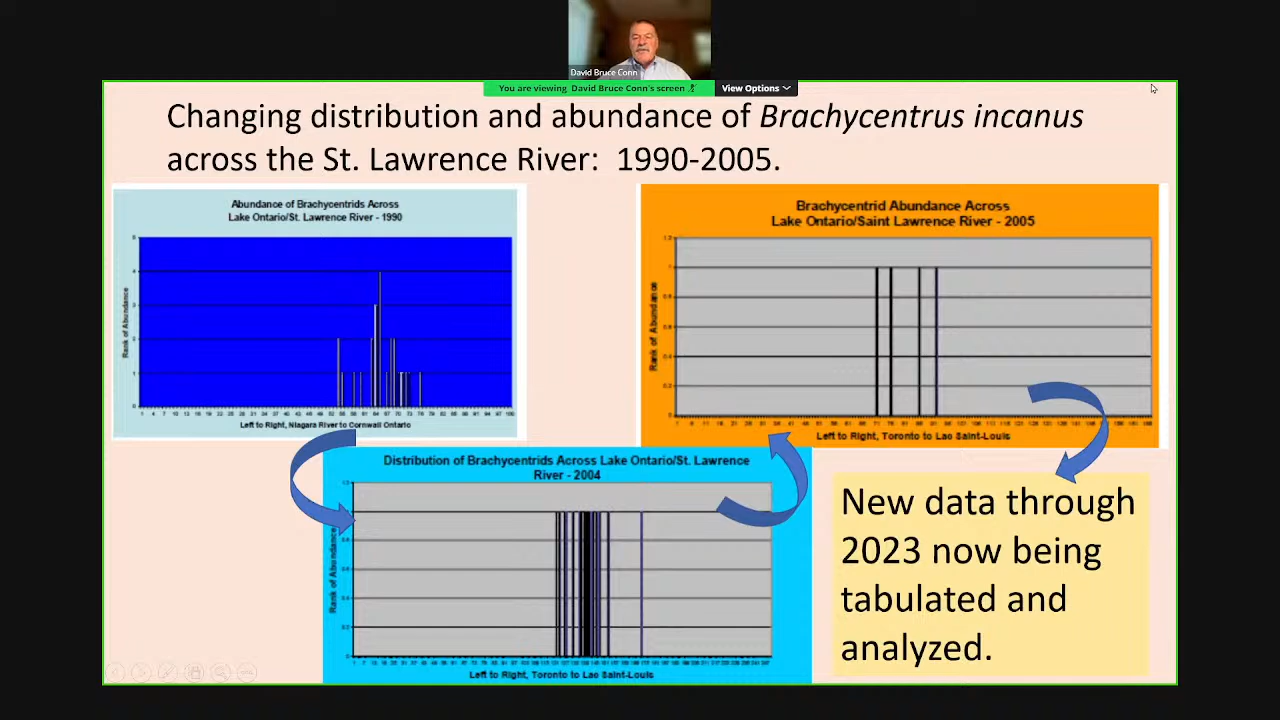 David Bruce Conn
You are viewing David Bruce Conn's screen
View Options
Changing distribution and abundance of Brachycentrus incanus
across the St. Lawrence River: 1990-2005.
Abundance of Brachycentrids Across
Lake Ontario/St. Lawrence River - 1990
Rank of Abundance
Left to Right, Niagara River to Cornwall Ontario
Brachycentrid Abundance Across
Lake Ontario/Saint Lawrence River - 2005
Rank of Abundance
Left to Right, Toronto to Lac Saint-Louis
Distribution of Brachycentrids Across Lake Ontario/St. Lawrence
River - 2004
Rank of Abundance
Left to Right, Toronto to Lac Saint-Louis
New data through
2023 now being
tabulated and
analyzed.